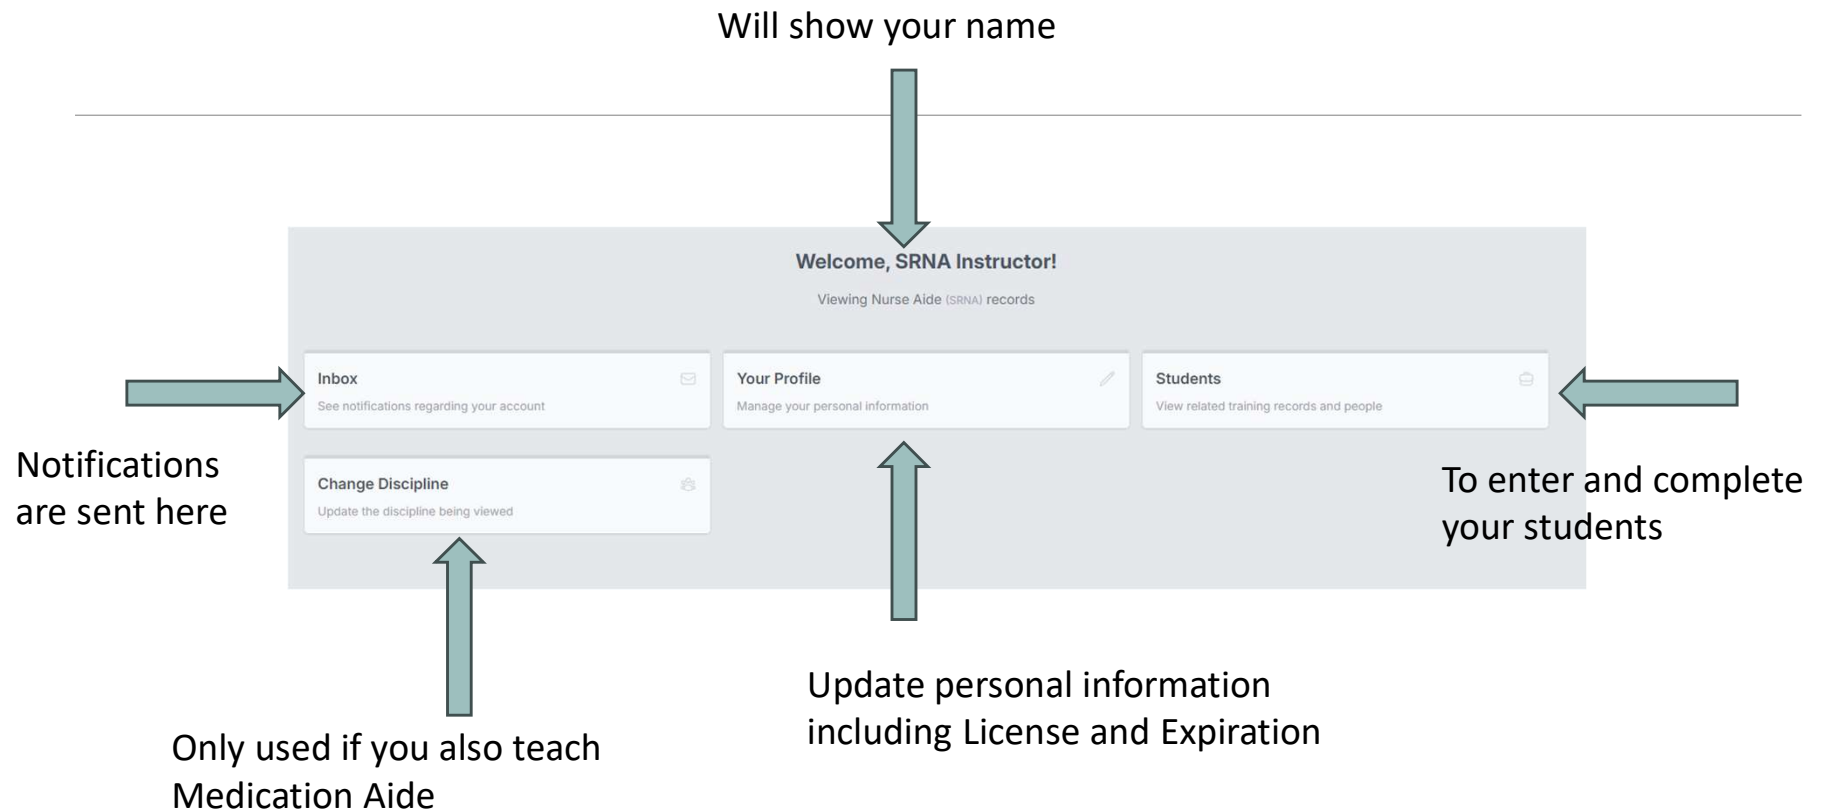 Will show your name
Welcome, SRNA Instructor!
Viewing Nurse Aide (SRNA) records
Inbox
See notifications regarding your account
Your Profile
Manage your personal information
Students
View related training records and people
Notifications
are sent here
Change Discipline
Update the discipline being viewed
To enter and complete
your students
Update personal information
including License and Expiration
Only used if you also teach
Medication Aide